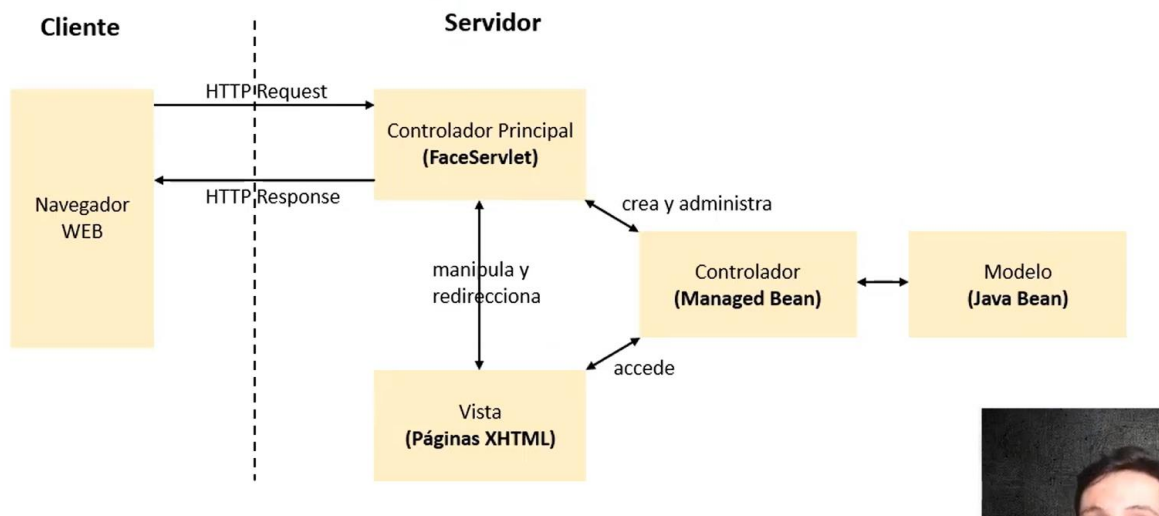 Cliente
Servidor
HTTP Request
Controlador Principal
(FaceServlet)
HTTP Response
Navegador
WEB
crea y administra
manipula y
redirecciona
Controlador
(Managed Bean)
Modelo
(Java Bean)
accede
Vista
(Páginas XHTML)